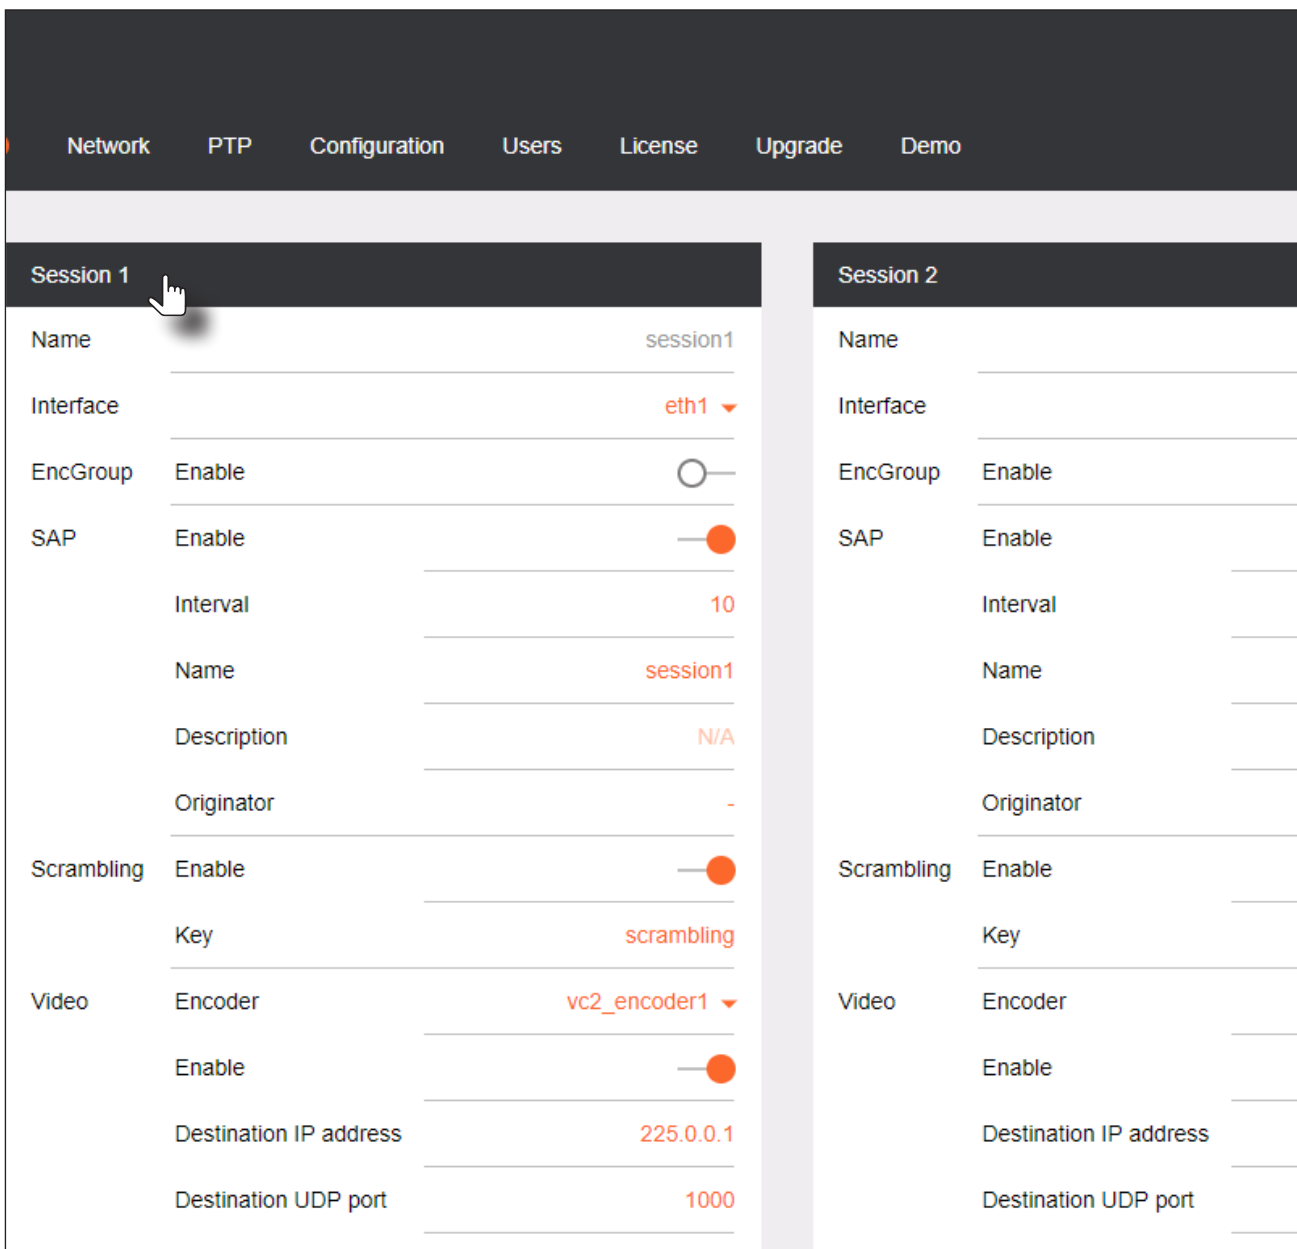 Network PTP Configuration Users License Upgrade Demo
Session 1
Name session1
Interface eth1
EncGroup Enable
SAP Enable
Interval 10
Name session1
Description N/A
Originator -
Scrambling Enable
Key scrambling
Video Encoder vc2_encoder1
Enable
Destination IP address 225.0.0.1
Destination UDP port 1000
Session 2
Name
Interface
EncGroup Enable
SAP Enable
Interval
Name
Description
Originator
Scrambling Enable
Key
Video Encoder
Enable
Destination IP address
Destination UDP port